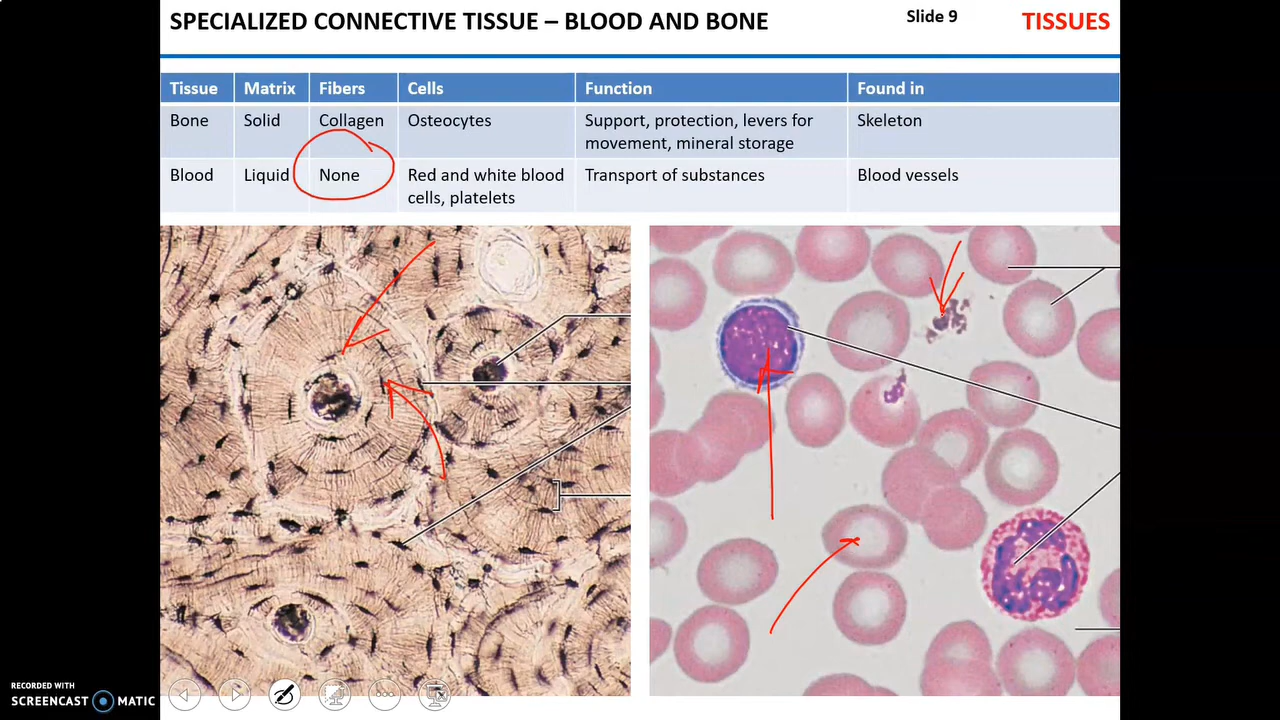 SPECIALIZED CONNECTIVE TISSUE – BLOOD AND BONE
Slide 9
TISSUES
Tissue Matrix Fibers Cells Function Found in
Bone Solid Collagen Osteocytes Support, protection, levers for movement, mineral storage Skeleton
Blood Liquid None Red and white blood cells, platelets Transport of substances Blood vessels
RECORDED WITH
SCREENCAST MATIC